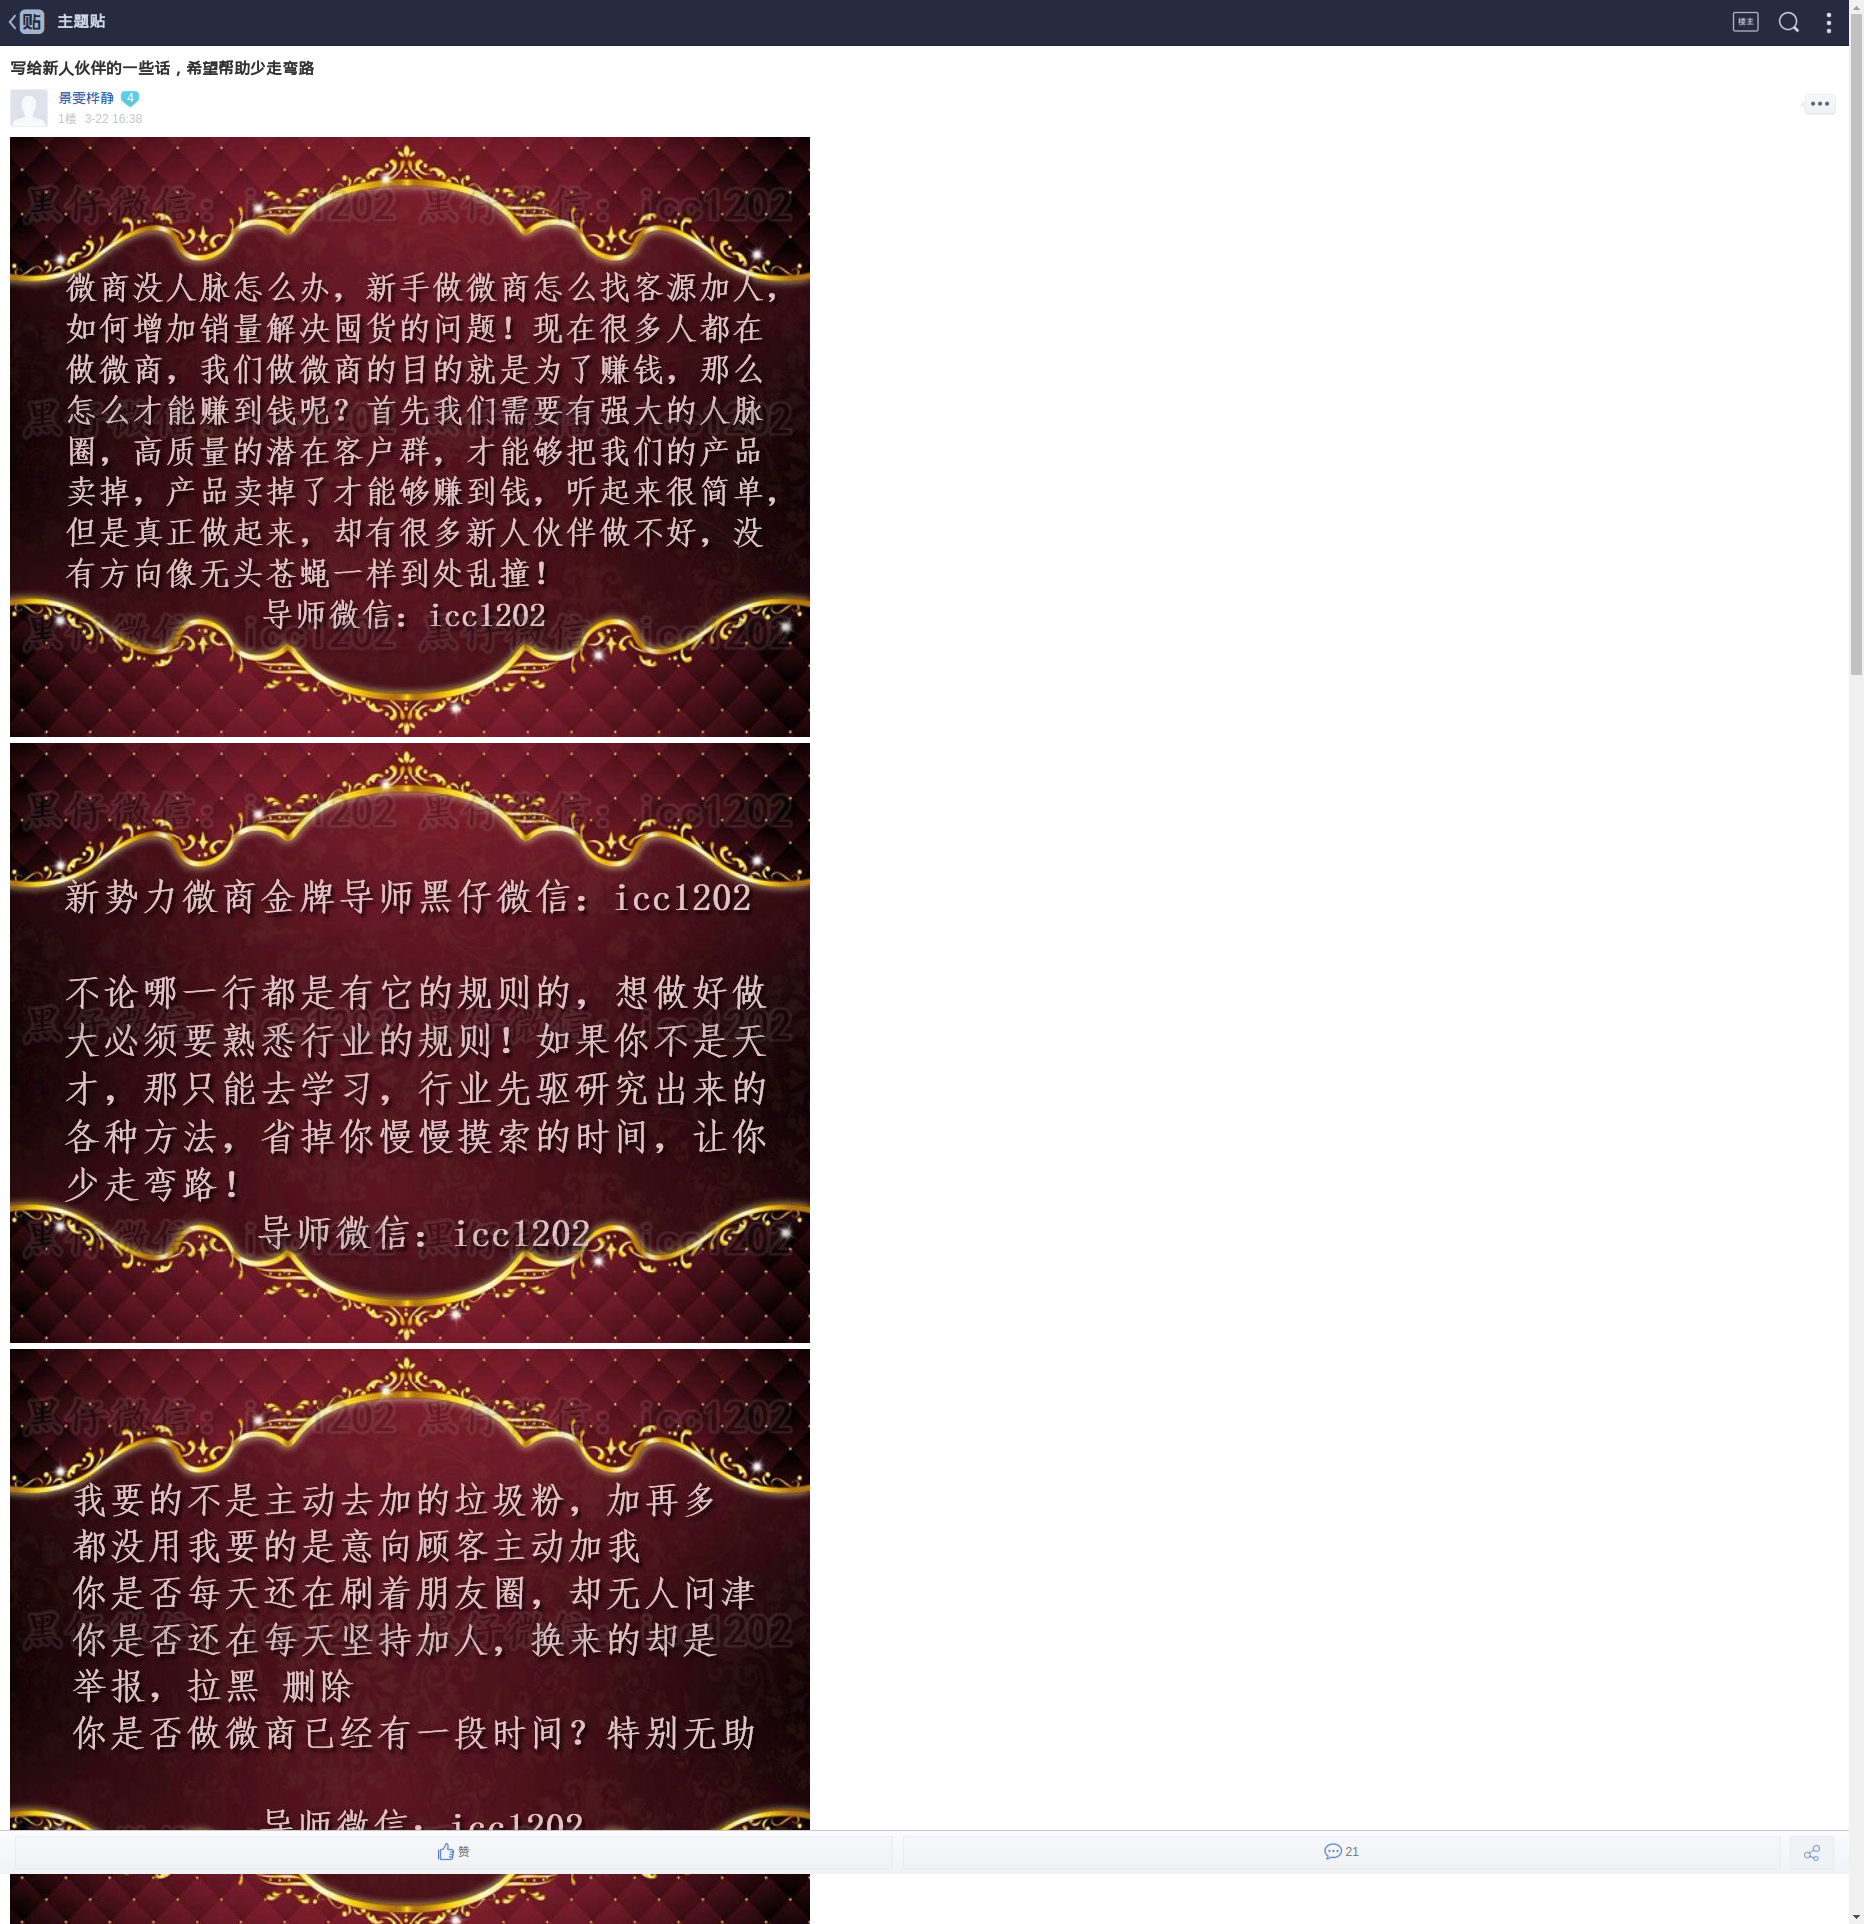 贴 主题贴 楼主
写给新人伙伴的一些话，希望帮助少走弯路
景雯桦静 4
1楼 3-22 16:38
黑仔微信：icc1202 黑仔微信：icc1202
微商没人脉怎么办，新手做微商怎么找客源加人，
如何增加销量解决囤货的问题！现在很多人都在
做微商，我们做微商的目的就是为了赚钱，那么
怎么才能赚到钱呢？首先我们需要有强大的人脉
圈，高质量的潜在客户群，才能够把我们的产品
卖掉，产品卖掉了才能够赚到钱，听起来很简单，
但是真正做起来，却有很多新人伙伴做不好，没
有方向像无头苍蝇一样到处乱撞！
导师微信：icc1202
黑仔微信：icc1202 黑仔微信：icc1202
新势力微商金牌导师黑仔微信：icc1202
不论哪一行都是有它的规则的，想做好做
大必须要熟悉行业的规则！如果你不是天
才，那只能去学习，行业先驱研究出来的
各种方法，省掉你慢慢摸索的时间，让你
少走弯路！
导师微信：icc1202
黑仔微信：icc1202 黑仔微信：icc1202
我要的不是主动去加的垃圾粉，加再多
都没用我要的是意向顾客主动加我
你是否每天还在刷着朋友圈，却无人问津
你是否还在每天坚持加人，换来的却是
举报，拉黑 删除
你是否做微商已经有一段时间？特别无助
导师微信：icc1202
赞 21